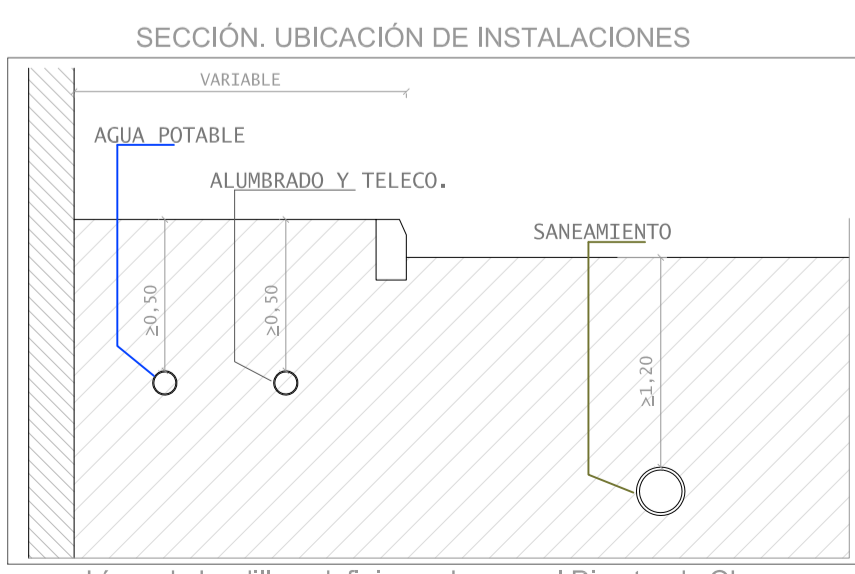 SECCIÓN. UBICACIÓN DE INSTALACIONES
VARIABLE
AGUA POTABLE
ALUMBRADO Y TELECO.
SANEAMIENTO
≥0,50
≥0,50
≥1,20